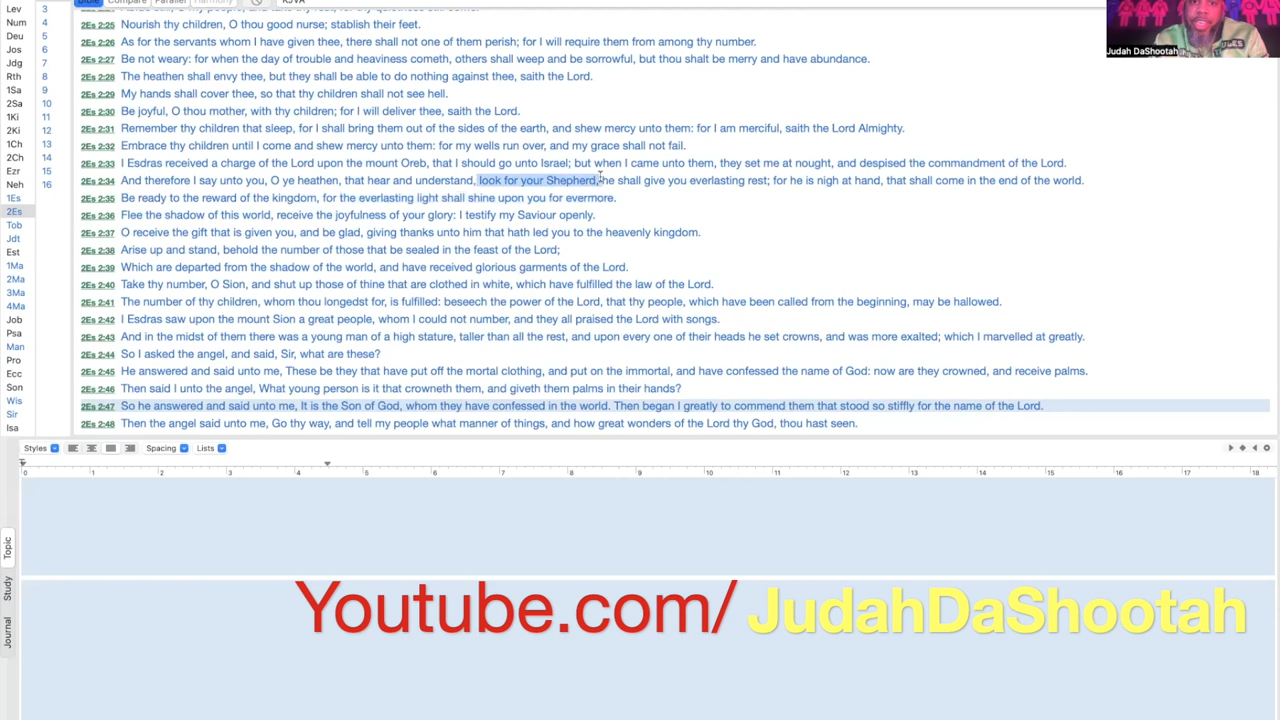 Bible Compare Parallel Harmony KJVA
Lev 3
Num 4
Deu 5
Jos 6
Jdg 7
Rth 8
1Sa 9
2Sa 10
1Ki 11
2Ki 12
1Ch 13
2Ch 14
Ezr 15
Neh 16
1Es
2Es
Tob
Jdt
Est
1Ma
2Ma
3Ma
4Ma
Job
Psa
Man
Pro
Ecc
Son
Wis
Sir
Isa
2Es 2:25 Nourish thy children, O thou good nurse; stablish their feet.
2Es 2:26 As for the servants whom I have given thee, there shall not one of them perish; for I will require them from among thy number.
2Es 2:27 Be not weary: for when the day of trouble and heaviness cometh, others shall weep and be sorrowful, but thou shalt be merry and have abundance.
2Es 2:28 The heathen shall envy thee, but they shall be able to do nothing against thee, saith the Lord.
2Es 2:29 My hands shall cover thee, so that thy children shall not see hell.
2Es 2:30 Be joyful, O thou mother, with thy children; for I will deliver thee, saith the Lord.
2Es 2:31 Remember thy children that sleep, for I shall bring them out of the sides of the earth, and shew mercy unto them: for I am merciful, saith the Lord Almighty.
2Es 2:32 Embrace thy children until I come and shew mercy unto them: for my wells run over, and my grace shall not fail.
2Es 2:33 I Esdras received a charge of the Lord upon the mount Oreb, that I should go unto Israel; but when I came unto them, they set me at nought, and despised the commandment of the Lord.
2Es 2:34 And therefore I say unto you, O ye heathen, that hear and understand, look for your Shepherd, he shall give you everlasting rest; for he is nigh at hand, that shall come in the end of the world.
2Es 2:35 Be ready to the reward of the kingdom, for the everlasting light shall shine upon you for evermore.
2Es 2:36 Flee the shadow of this world, receive the joyfulness of your glory: I testify my Saviour openly.
2Es 2:37 O receive the gift that is given you, and be glad, giving thanks unto him that hath led you to the heavenly kingdom.
2Es 2:38 Arise up and stand, behold the number of those that be sealed in the feast of the Lord;
2Es 2:39 Which are departed from the shadow of the world, and have received glorious garments of the Lord.
2Es 2:40 Take thy number, O Sion, and shut up those of thine that are clothed in white, which have fulfilled the law of the Lord.
2Es 2:41 The number of thy children, whom thou longedst for, is fulfilled: beseech the power of the Lord, that thy people, which have been called from the beginning, may be hallowed.
2Es 2:42 I Esdras saw upon the mount Sion a great people, whom I could not number, and they all praised the Lord with songs.
2Es 2:43 And in the midst of them there was a young man of a high stature, taller than all the rest, and upon every one of their heads he set crowns, and was more exalted; which I marvelled at greatly.
2Es 2:44 So I asked the angel, and said, Sir, what are these?
2Es 2:45 He answered and said unto me, These be they that have put off the mortal clothing, and put on the immortal, and have confessed the name of God: now are they crowned, and receive palms.
2Es 2:46 Then said I unto the angel, What young person is it that crowneth them, and giveth them palms in their hands?
2Es 2:47 So he answered and said unto me, It is the Son of God, whom they have confessed in the world. Then began I greatly to commend them that stood so stiffly for the name of the Lord.
2Es 2:48 Then the angel said unto me, Go thy way, and tell my people what manner of things, and how great wonders of the Lord thy God, thou hast seen.
Judah DaShootah
Styles Spacing Lists
0 1 2 3 4 5 6 7 8 9 10 11 12 13 14 15 16 17 18
Topic
Study
Journal
Youtube.com/ JudahDaShootah